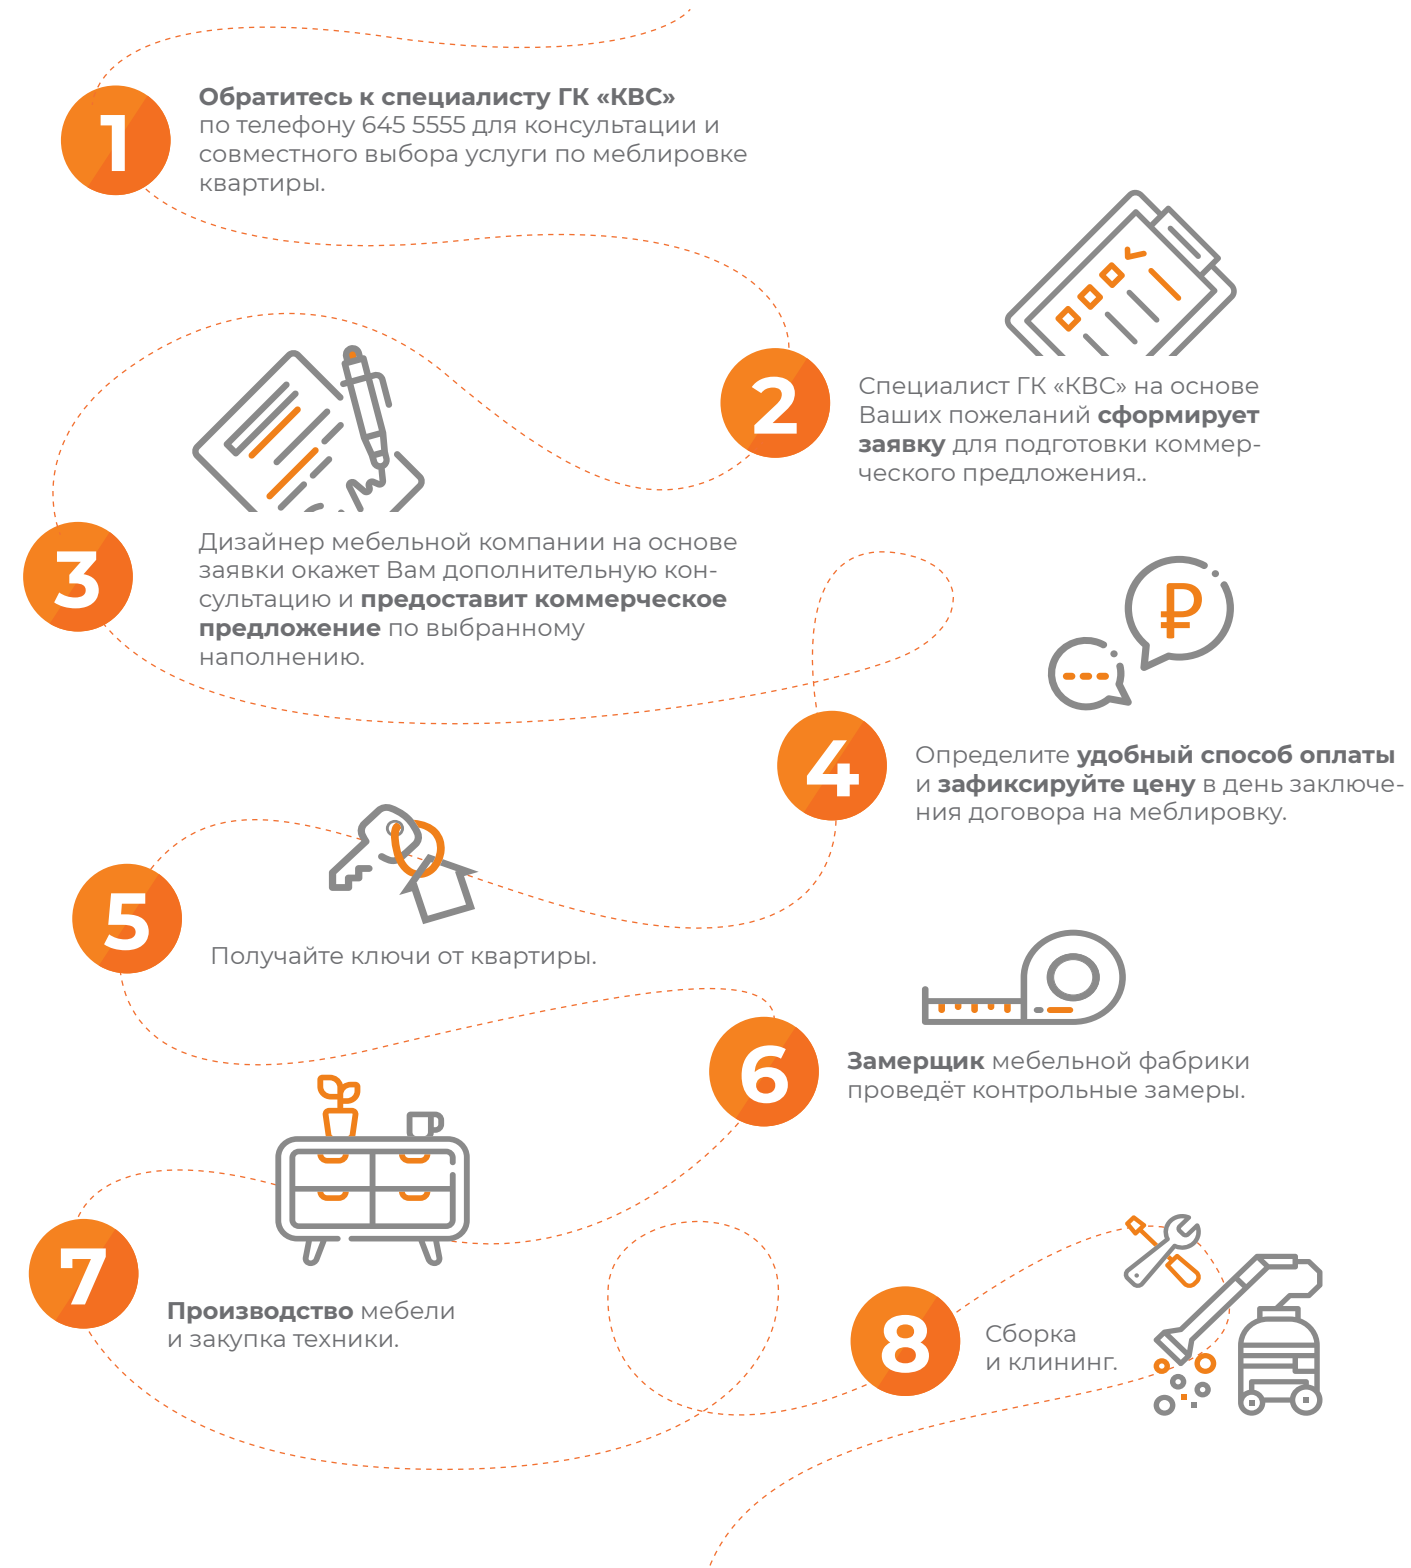 1
Обратитесь к специалисту ГК «КВС»
по телефону 645 5555 для консультации и
совместного выбора услуги по меблировке
квартиры.
2
Специалист ГК «КВС» на основе
Ваших пожеланий сформирует
заявку для подготовки коммер-
ческого предложения..
3
Дизайнер мебельной компании на основе
заявки окажет Вам дополнительную кон-
сультацию и предоставит коммерческое
предложение по выбранному
наполнению.
₽
4
Определите удобный способ оплаты
и зафиксируйте цену в день заключе-
ния договора на меблировку.
5
Получайте ключи от квартиры.
6
Замерщик мебельной фабрики
проведёт контрольные замеры.
7
Производство мебели
и закупка техники.
8
Сборка
и клининг.